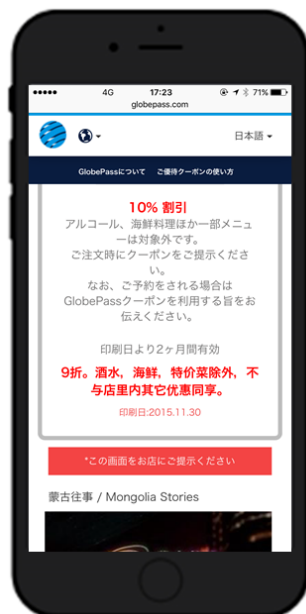 4G 17:23 71%
globepass.com
日本語
GlobePassについて ご優待クーポンの使い方
10% 割引
アルコール、海鮮料理ほか一部メニュ
ーは対象外です。
ご注文時にクーポンをご提示くださ
い。
なお、ご予約をされる場合は
GlobePassクーポンを利用する旨をお
伝えください。
印刷日より2ヶ月間有効
9折。酒水，海鲜，特价菜除外，不
与店里内其它优惠同享。
印刷日:2015.11.30
*この画面をお店にご提示ください
蒙古往事 / Mongolia Stories